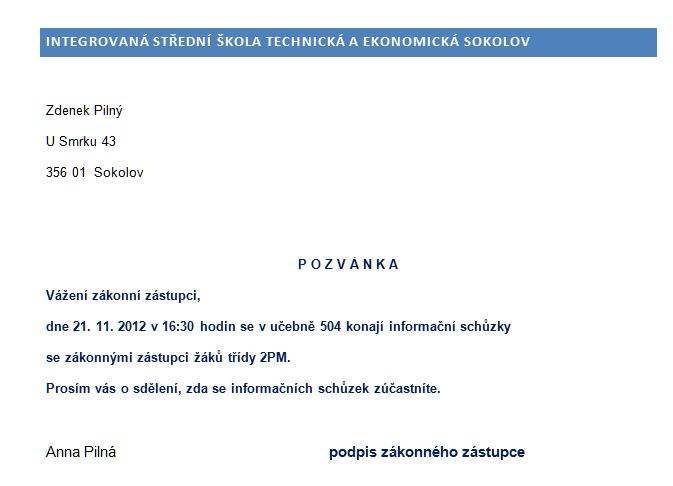 INTEGROVANÁ STŘEDNÍ ŠKOLA TECHNICKÁ A EKONOMICKÁ SOKOLOV
Zdenek Pilný
U Smrku 43
356 01 Sokolov
P O Z V Á N K A
Vážení zákonní zástupci,
dne 21. 11. 2012 v 16:30 hodin se v učebně 504 konají informační schůzky
se zákonnými zástupci žáků třídy 2PM.
Prosím vás o sdělení, zda se informačních schůzek zúčastníte.
Anna Pilná podpis zákonného zástupce